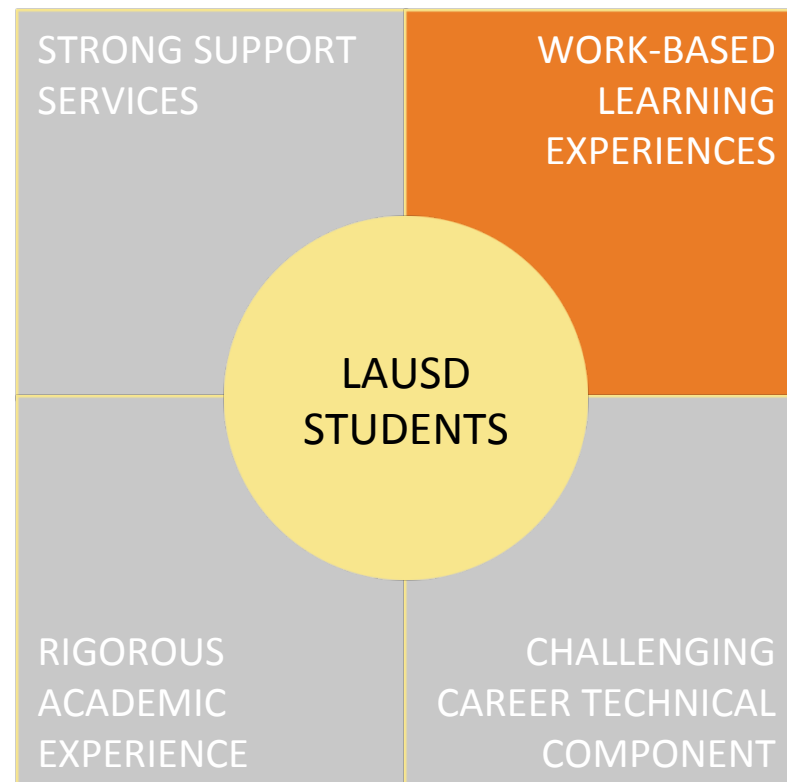 STRONG SUPPORT
SERVICES
WORK-BASED
LEARNING
EXPERIENCES
LAUSD
STUDENTS
RIGOROUS
ACADEMIC
EXPERIENCE
CHALLENGING
CAREER TECHNICAL
COMPONENT